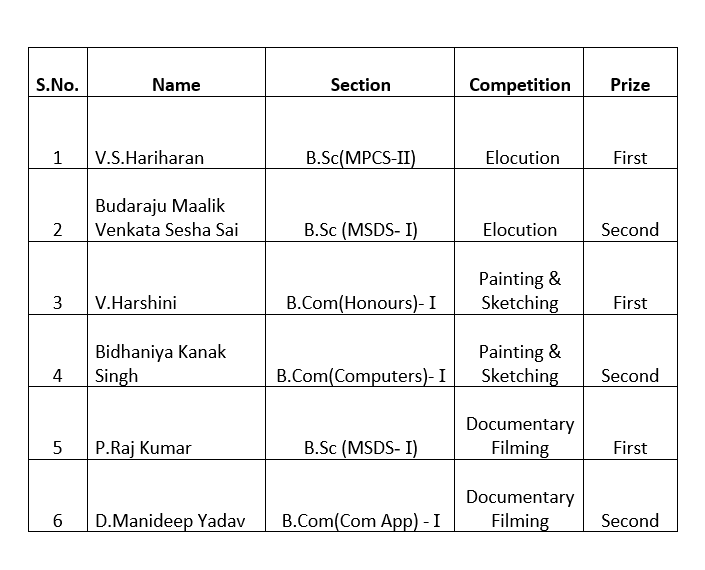 S.No. Name Section Competition Prize
1 V.S.Hariharan B.Sc(MPCS-II) Elocution First
Budaraju Maalik
2 Venkata Sesha Sai B.Sc (MSDS- I) Elocution Second
Painting &
3 V.Harshini B.Com(Honours)- I Sketching First
Bidhaniya Kanak Painting &
4 Singh B.Com(Computers)- I Sketching Second
Documentary
5 P.Raj Kumar B.Sc (MSDS- I) Filming First
Documentary
6 D.Manideep Yadav B.Com(Com App) - I Filming Second